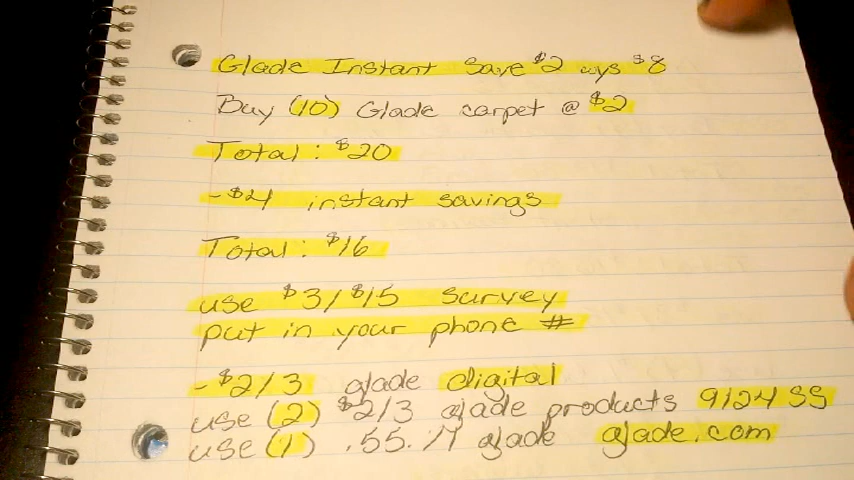 Glade Instant Save $2 wys $8
Buy (10) Glade carpet @ $2
Total: $20
-$4 instant savings
Total: $16
use $3/$15 survey
put in your phone #
-$2/3 glade digital
use (2) $2/3 glade products 9/24 SS
use (1) .55./1 glade glade.com